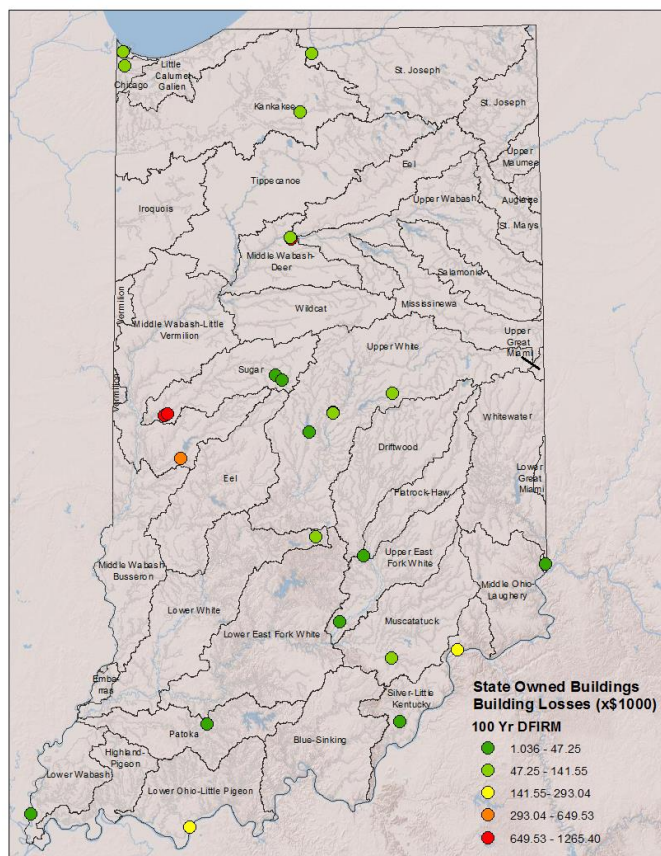 St. Joseph
Little
Calumet-
Galien
Chicago
St. Joseph
Kankakee
Upper
Maumee
Eel
Tippecanoe
Upper Wabash
Auglaize
Iroquois
St. Marys
Middle Wabash-
Deer
Salamonie
Vermilion
Wildcat
Mississinewa
Middle Wabash-Little
Vermilion
Upper
Great
Miami
Upper White
Sugar
Vermilion
Whitewater
Driftwood
Lower
Great
Miami
Eel
Flatrock-Haw
Upper East
Fork White
Middle Wabash-
Busseron
Middle Ohio-
Laughery
Lower White
Muscatatuck
Lower East Fork White
Embar-
ras
Silver-Little
Kentucky
Patoka
Blue-Sinking
Highland-
Pigeon
Lower Wabash
Lower Ohio-Little Pigeon
State Owned Buildings
Building Losses (x$1000)
100 Yr DFIRM
1.036 - 47.25
47.25 - 141.55
141.55 - 293.04
293.04 - 649.53
649.53 - 1265.40